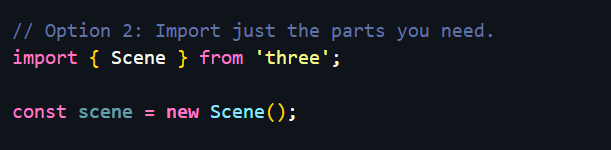 // Option 2: Import just the parts you need.
import { Scene } from 'three';
const scene = new Scene();